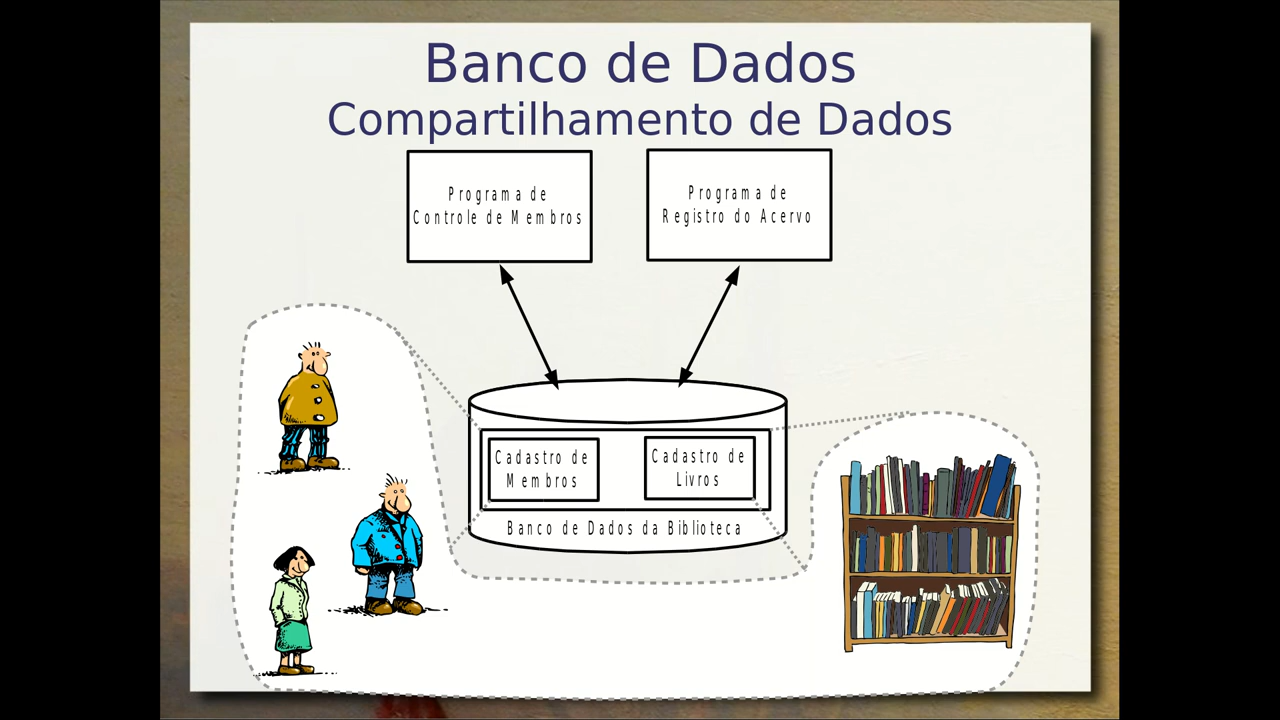 Banco de Dados
Compartilhamento de Dados
Programa de
Controle de Membros
Programa de
Registro do Acervo
Cadastro de
Membros
Cadastro de
Livros
Banco de Dados da Biblioteca